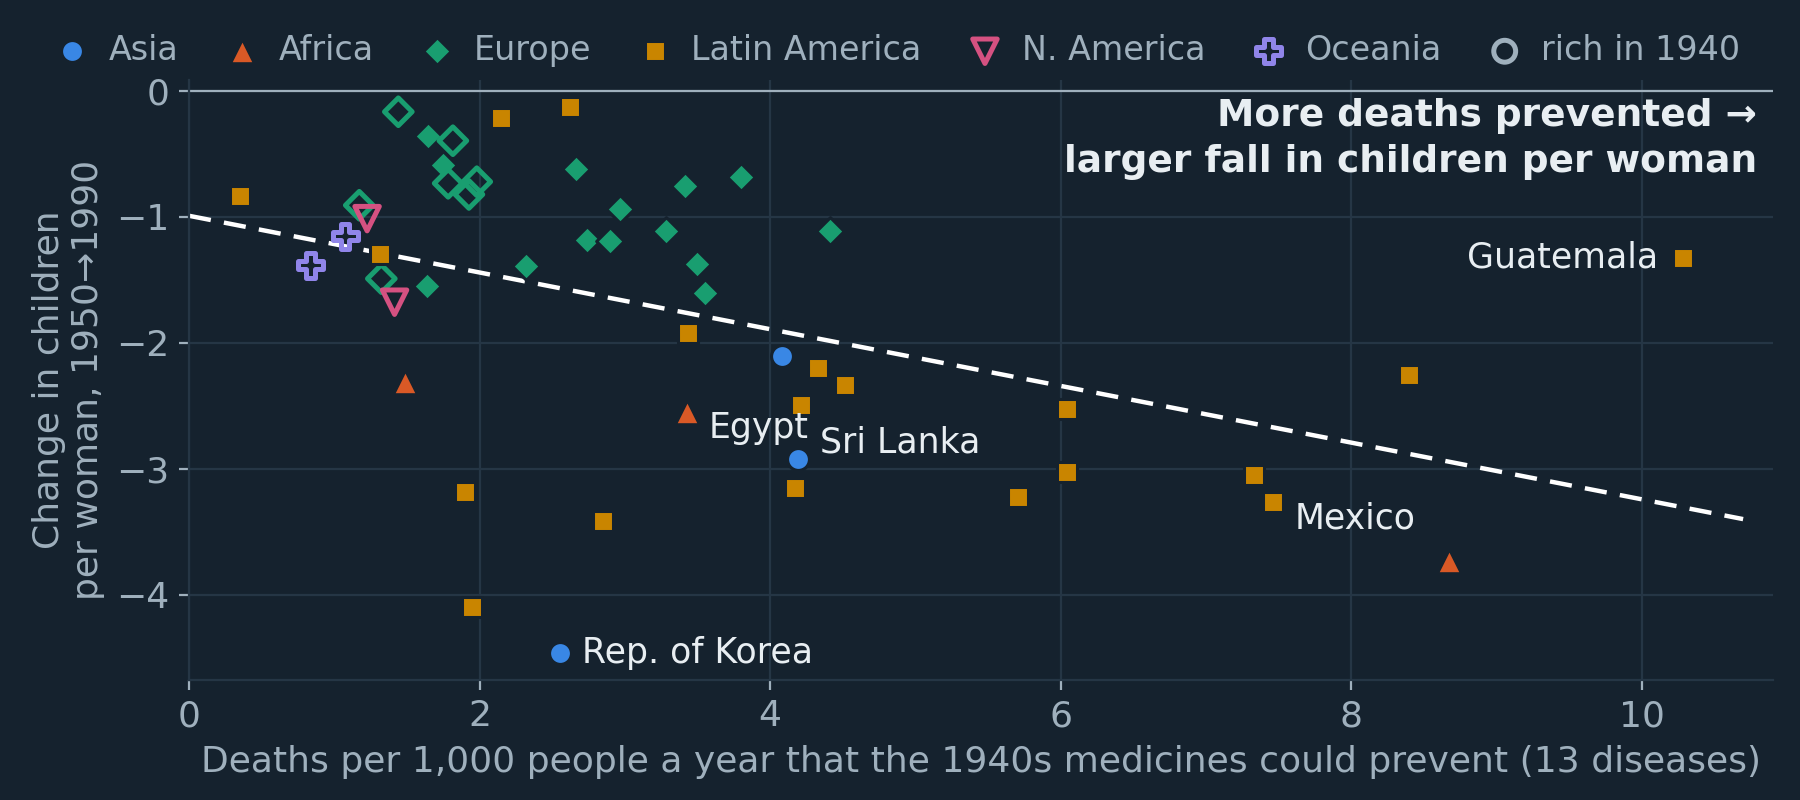 Asia Africa Europe Latin America N. America Oceania rich in 1940
More deaths prevented →
larger fall in children per woman
Change in children
per woman, 1950→1990
0
−1
−2
−3
−4
Guatemala
Egypt
Sri Lanka
Mexico
Rep. of Korea
0 2 4 6 8 10
Deaths per 1,000 people a year that the 1940s medicines could prevent (13 diseases)